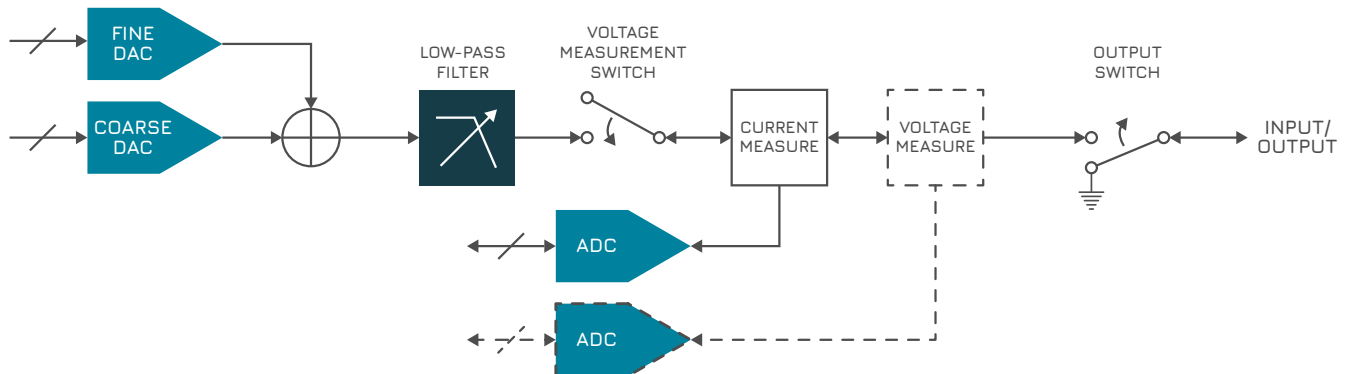 FINE
DAC
COARSE
DAC
LOW-PASS
FILTER
VOLTAGE
MEASUREMENT
SWITCH
CURRENT
MEASURE
VOLTAGE
MEASURE
OUTPUT
SWITCH
INPUT/
OUTPUT
ADC
ADC